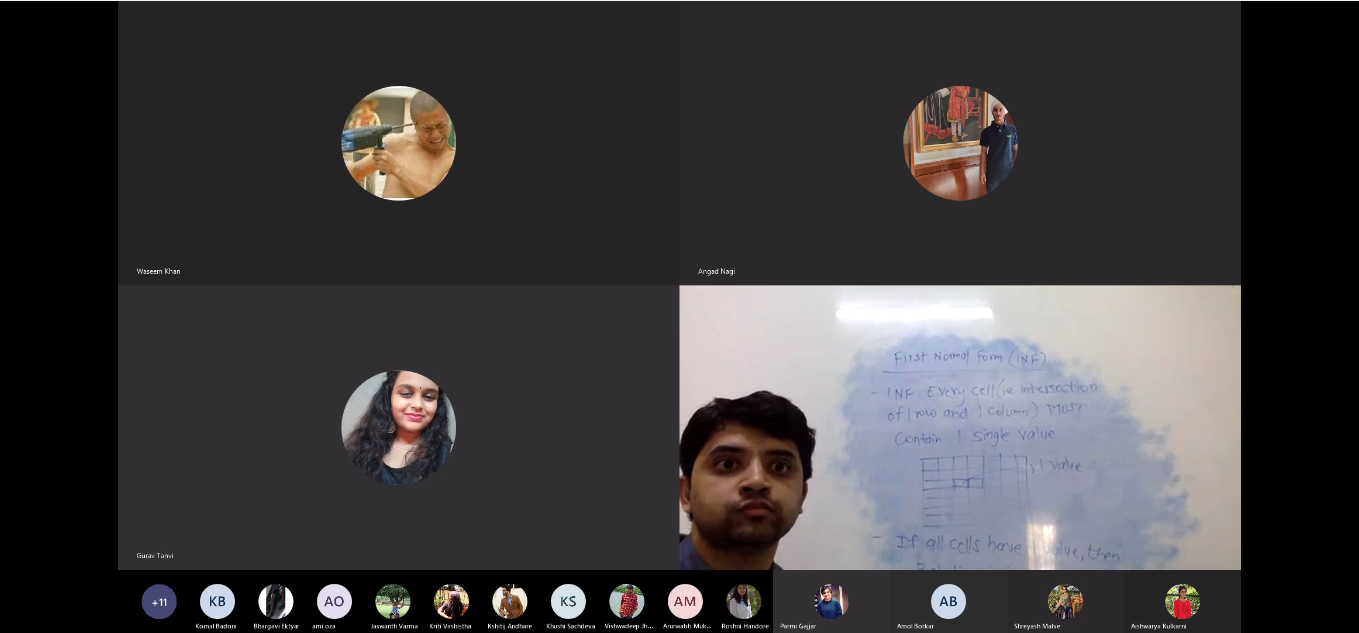 Waseem Khan
Angad Nagi
First Normal Form (1NF)
- 1NF Every cell (ie intersection
of 1 row and 1 column) MUST
Contain 1 single value
1 value
- If all cells have value, then
Gurav Tanvi
+11
KB
AO
KS
AM
AB
Komal Badoni
Bhargavi Ektyar
ami oza
Jaswanth Varma
Kriti Vashistha
Kshitij Andhare
Khushi Sachdeva
Vishwadeep Jh...
Arunaabh Muk...
Roshni Handore
Parmi Gajjar
Amol Borkar
Shreyash Malve
Aishwarya Kulkarni